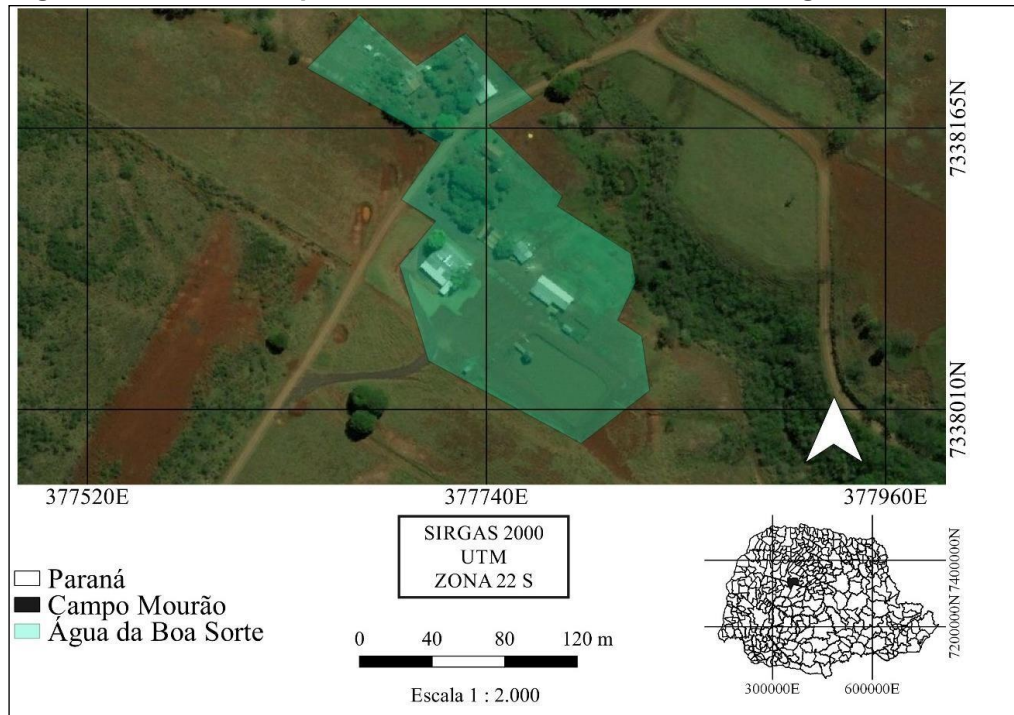 7338165N
7338010N
377520E
377740E
377960E
SIRGAS 2000
UTM
ZONA 22 S
Paraná
Campo Mourão
Água da Boa Sorte
0 40 80 120 m
Escala 1 : 2.000
7400000N
7200000N
300000E
600000E